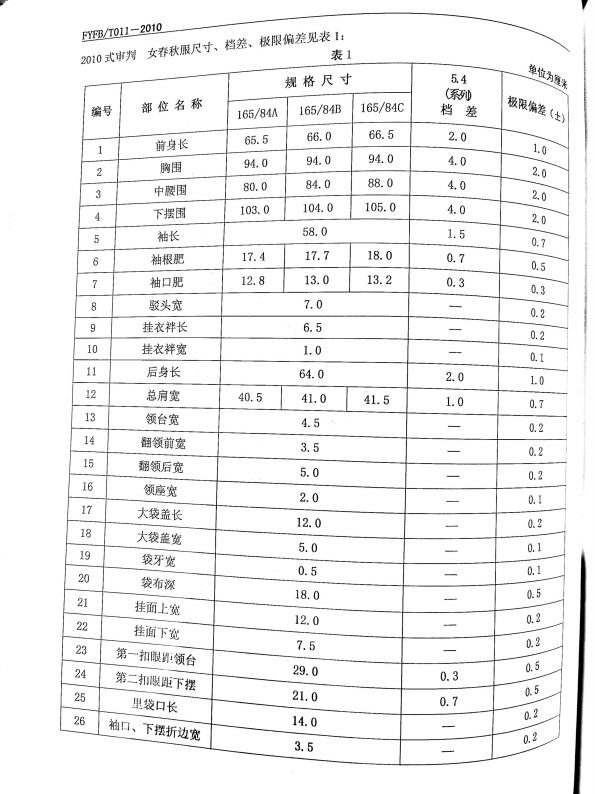 FYFB/T011—2010
2010式审判 女春秋服尺寸、档差、极限偏差见表1:
表1
单位为厘米
编号 部位名称 规格尺寸 5.4(系列)档差 极限偏差(±)
165/84A 165/84B 165/84C
1 前身长 65.5 66.0 66.5 2.0 1.0
2 胸围 94.0 94.0 94.0 4.0 2.0
3 中腰围 80.0 84.0 88.0 4.0 2.0
4 下摆围 103.0 104.0 105.0 4.0 2.0
5 袖长 58.0 1.5 0.7
6 袖根肥 17.4 17.7 18.0 0.7 0.5
7 袖口肥 12.8 13.0 13.2 0.3 0.3
8 驳头宽 7.0 — 0.2
9 挂衣袢长 6.5 — 0.2
10 挂衣袢宽 1.0 — 0.1
11 后身长 64.0 2.0 1.0
12 总肩宽 40.5 41.0 41.5 1.0 0.7
13 领台宽 4.5 — 0.2
14 翻领前宽 3.5 — 0.2
15 翻领后宽 5.0 — 0.2
16 领座宽 2.0 — 0.1
17 大袋盖长 12.0 — 0.2
18 大袋盖宽 5.0 — 0.1
19 袋牙宽 0.5 — 0.1
20 袋布深 18.0 — 0.5
21 挂面上宽 12.0 — 0.2
22 挂面下宽 7.5 — 0.2
23 第一扣眼距领台 29.0 0.3 0.5
24 第二扣眼距下摆 21.0 0.7 0.5
25 里袋口长 14.0 — 0.2
26 袖口、下摆折边宽 3.5 — 0.2